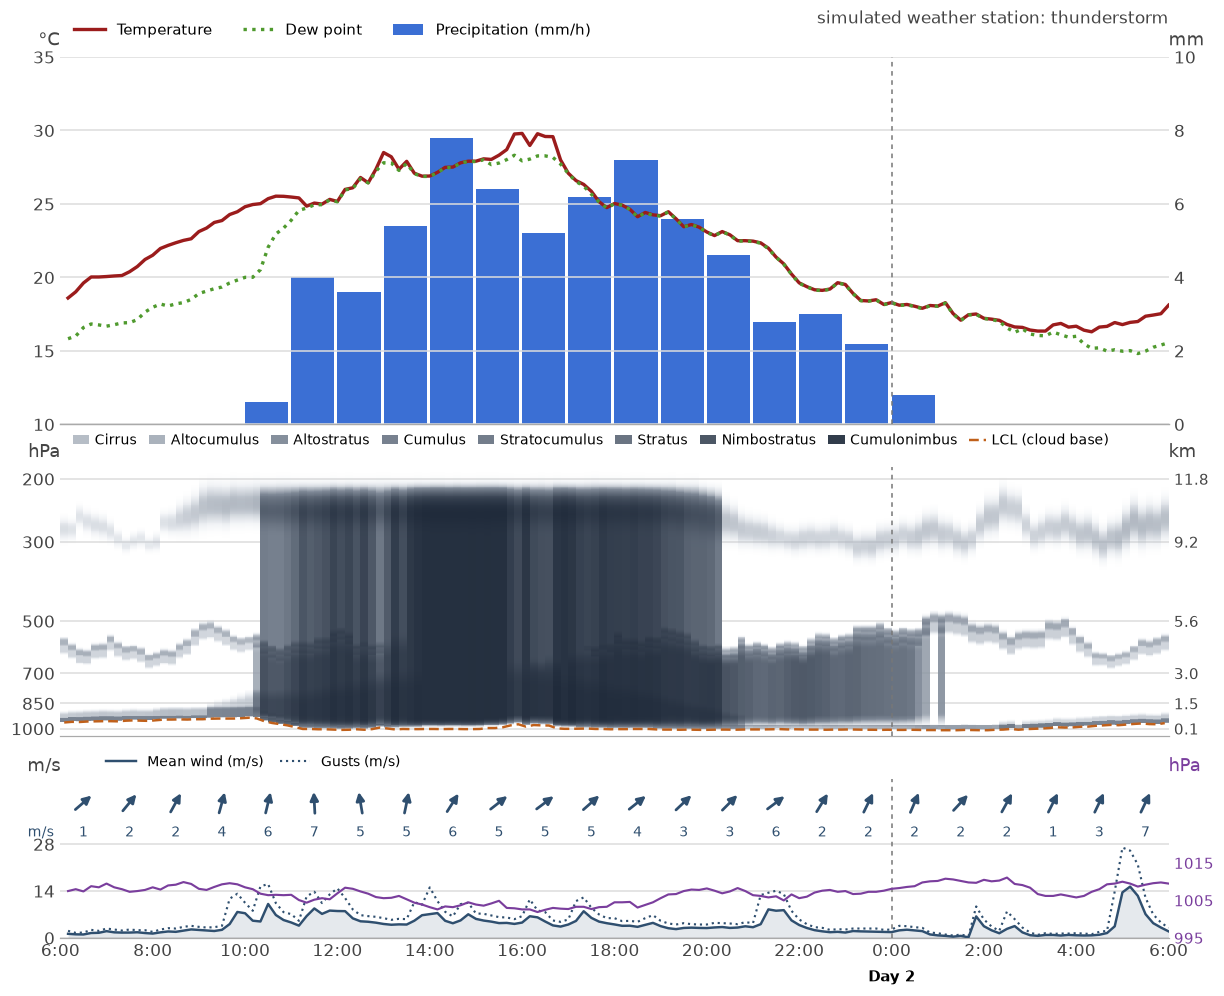 simulated weather station: thunderstorm
°C Temperature Dew point Precipitation (mm/h) mm
35 10
30 8
25 6
20 4
15 2
10 0
Cirrus Altocumulus Altostratus Cumulus Stratocumulus Stratus Nimbostratus Cumulonimbus LCL (cloud base)
hPa km
200 11.8
300 9.2
500 5.6
700 3.0
850 1.5
1000 0.1
m/s Mean wind (m/s) Gusts (m/s) hPa
m/s 1 2 2 4 6 7 5 5 6 5 5 5 4 3 3 6 2 2 2 2 2 1 3 7
28
1015
14
1005
0 995
6:00 8:00 10:00 12:00 14:00 16:00 18:00 20:00 22:00 0:00 2:00 4:00 6:00
Day 2